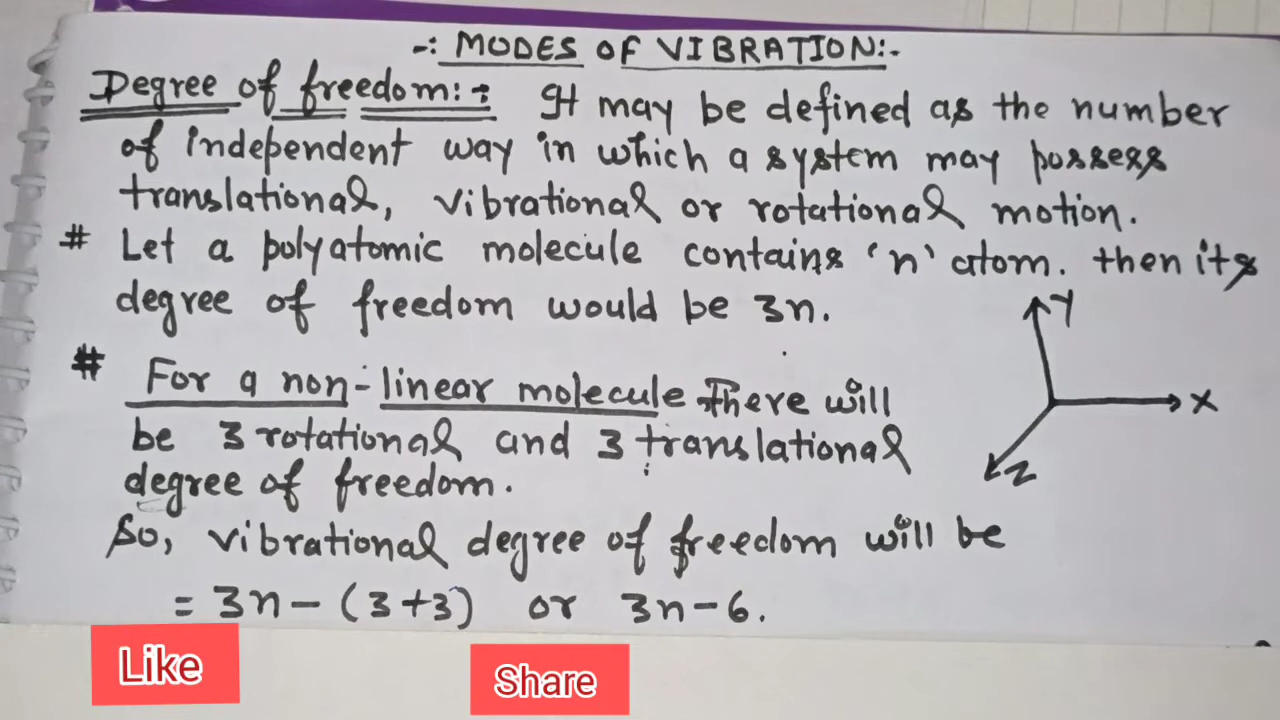 -: MODES OF VIBRATION:-
Degree of freedom:- It may be defined as the number
of independent way in which a system may possess
translational, vibrational or rotational motion.
# Let a polyatomic molecule contains 'n' atom. then its
degree of freedom would be 3n.
Y
# For a non-linear molecule There will
X
be 3 rotational and 3 translational
Z
degree of freedom.
So, vibrational degree of freedom will be
= 3n - (3+3) or 3n-6.
Like
Share